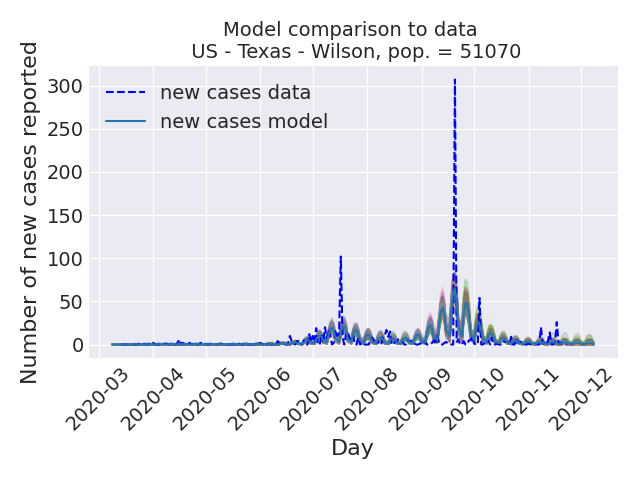 Model comparison to data
US - Texas - Wilson, pop. = 51070
Number of new cases reported
300
250
200
150
100
50
0
new cases data
new cases model
2020-03
2020-04
2020-05
2020-06
2020-07
2020-08
2020-09
2020-10
2020-11
2020-12
Day